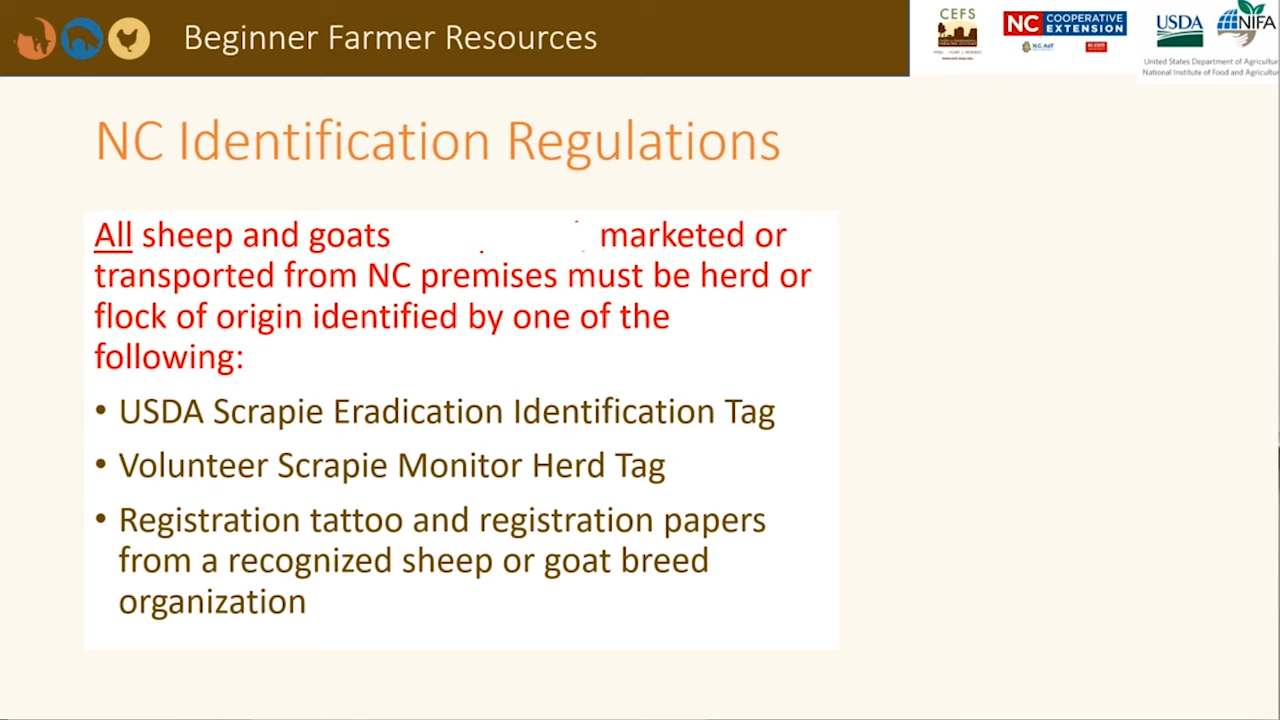 Beginner Farmer Resources
CEFS
NC COOPERATIVE
EXTENSION
USDA
NIFA
United States Department of Agricultur
National Institute of Food and Agricultur
NC Identification Regulations
All sheep and goats marketed or
transported from NC premises must be herd or
flock of origin identified by one of the
following:
• USDA Scrapie Eradication Identification Tag
• Volunteer Scrapie Monitor Herd Tag
• Registration tattoo and registration papers
from a recognized sheep or goat breed
organization